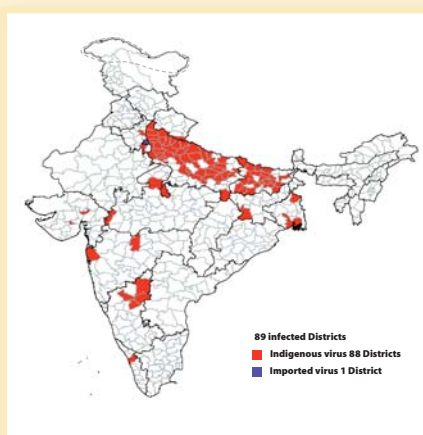 89 infected Districts
Indigenous virus 88 Districts
Imported virus 1 District